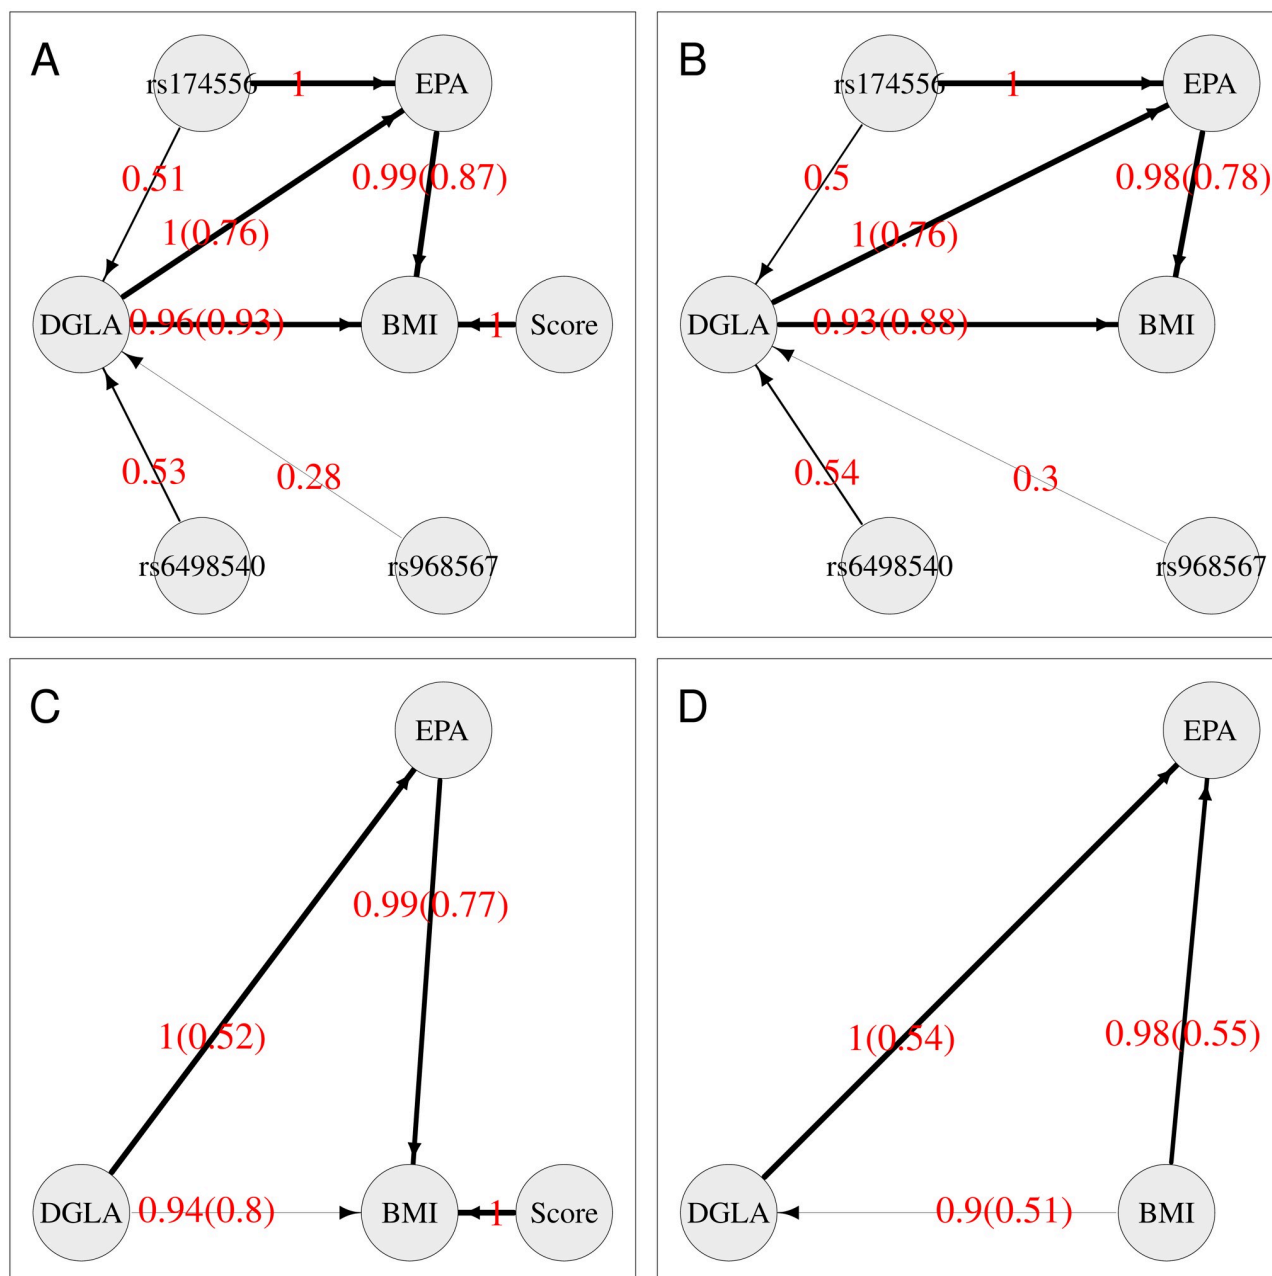 A
rs174556
1
EPA
0.51
0.99(0.87)
1(0.76)
DGLA
0.96(0.93)
BMI
1
Score
0.53
0.28
rs6498540
rs968567
B
rs174556
1
EPA
0.5
0.98(0.78)
1(0.76)
DGLA
0.93(0.88)
BMI
0.54
0.3
rs6498540
rs968567
C
EPA
0.99(0.77)
1(0.52)
DGLA
0.94(0.8)
BMI
1
Score
D
EPA
1(0.54)
0.98(0.55)
DGLA
0.9(0.51)
BMI